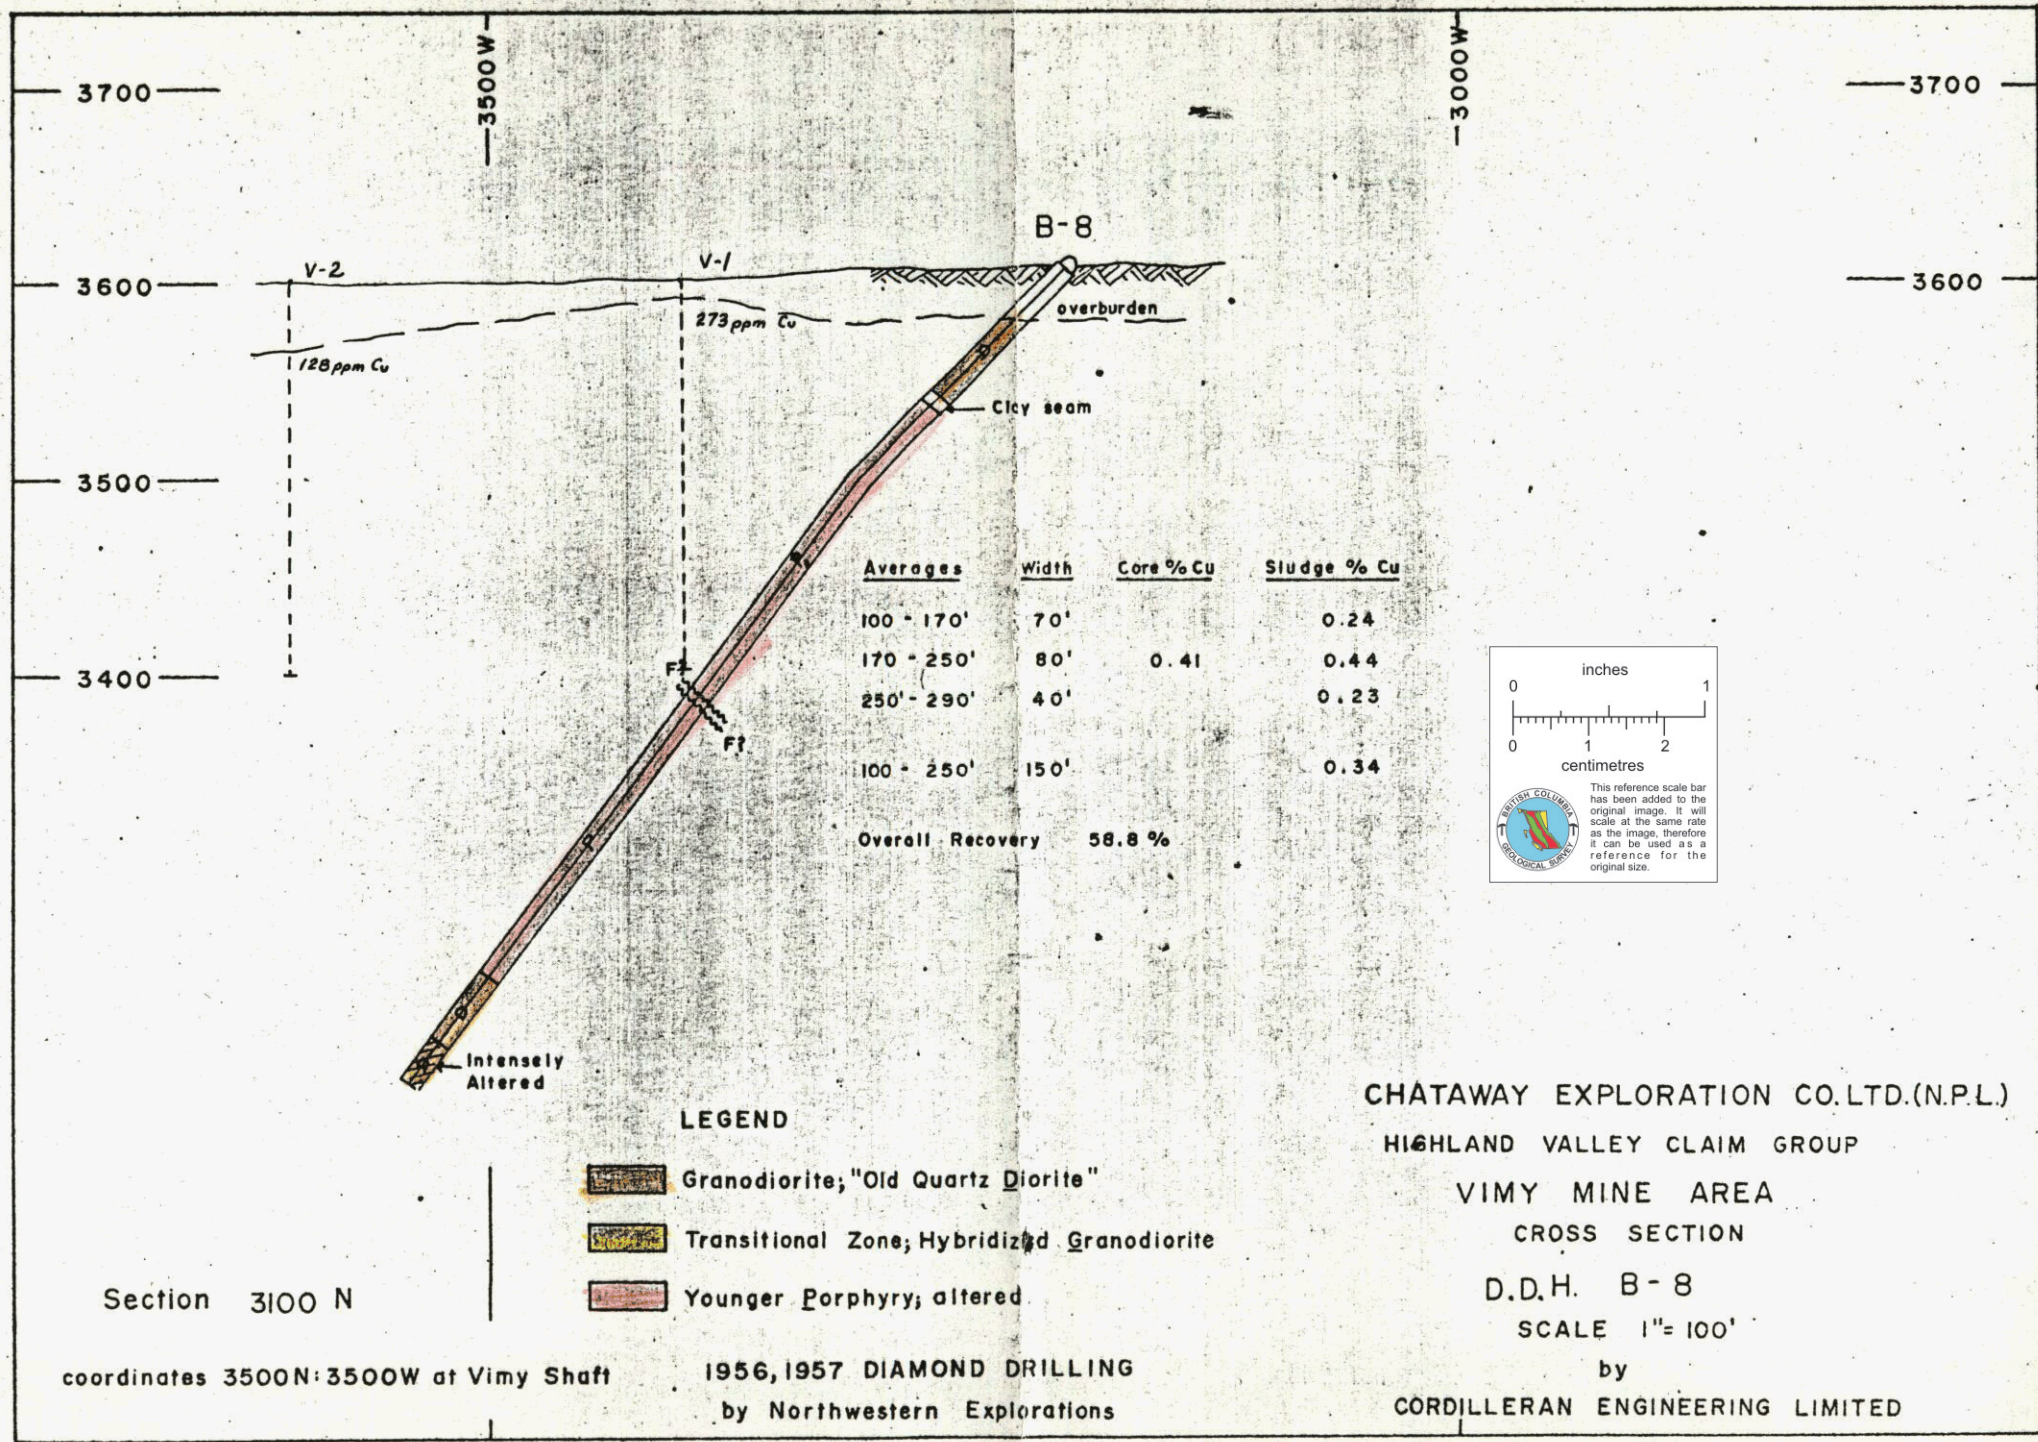 3500W
3000W
3700
3700
B-8
V-2
V-1
3600
3600
273 ppm Cu
overburden
128 ppm Cu
D
Clay seam
3500
Averages Width Core % Cu Sludge % Cu
100 - 170' 70' 0.24
170 - 250' 80' 0.41 0.44
250' - 290' 40' 0.23
100 - 250' 150' 0.34
Overall Recovery 58.8 %
3400
F?
F?
P
D
Intensely
Altered
inches
0 1
0 1 2
centimetres
This reference scale bar
has been added to the
original image. It will
scale at the same rate
as the image, therefore
it can be used as a
reference for the
original size.
BRITISH COLUMBIA
GEOLOGICAL SURVEY
LEGEND
Granodiorite; "Old Quartz Diorite"
Transitional Zone; Hybridized Granodiorite
Younger Porphyry; altered
Section 3100 N
coordinates 3500N: 3500W at Vimy Shaft
1956, 1957 DIAMOND DRILLING
by Northwestern Explorations
CHATAWAY EXPLORATION CO. LTD. (N.P.L.)
HIGHLAND VALLEY CLAIM GROUP
VIMY MINE AREA
CROSS SECTION
D.D.H. B-8
SCALE 1"= 100'
by
CORDILLERAN ENGINEERING LIMITED